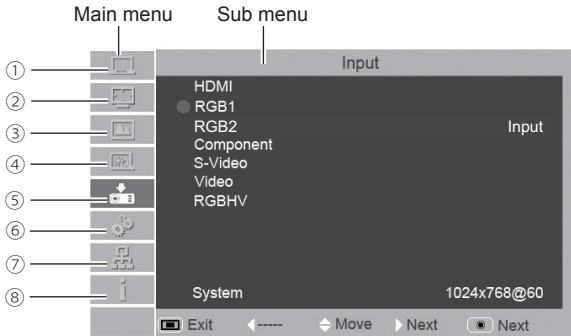 Main menu Sub menu
① Input
② HDMI
RGB1
③ RGB2 Input
Component
④ S-Video
⑤ Video
RGBHV
⑥
⑦
⑧ System 1024x768@60
Exit ----- Move Next Next